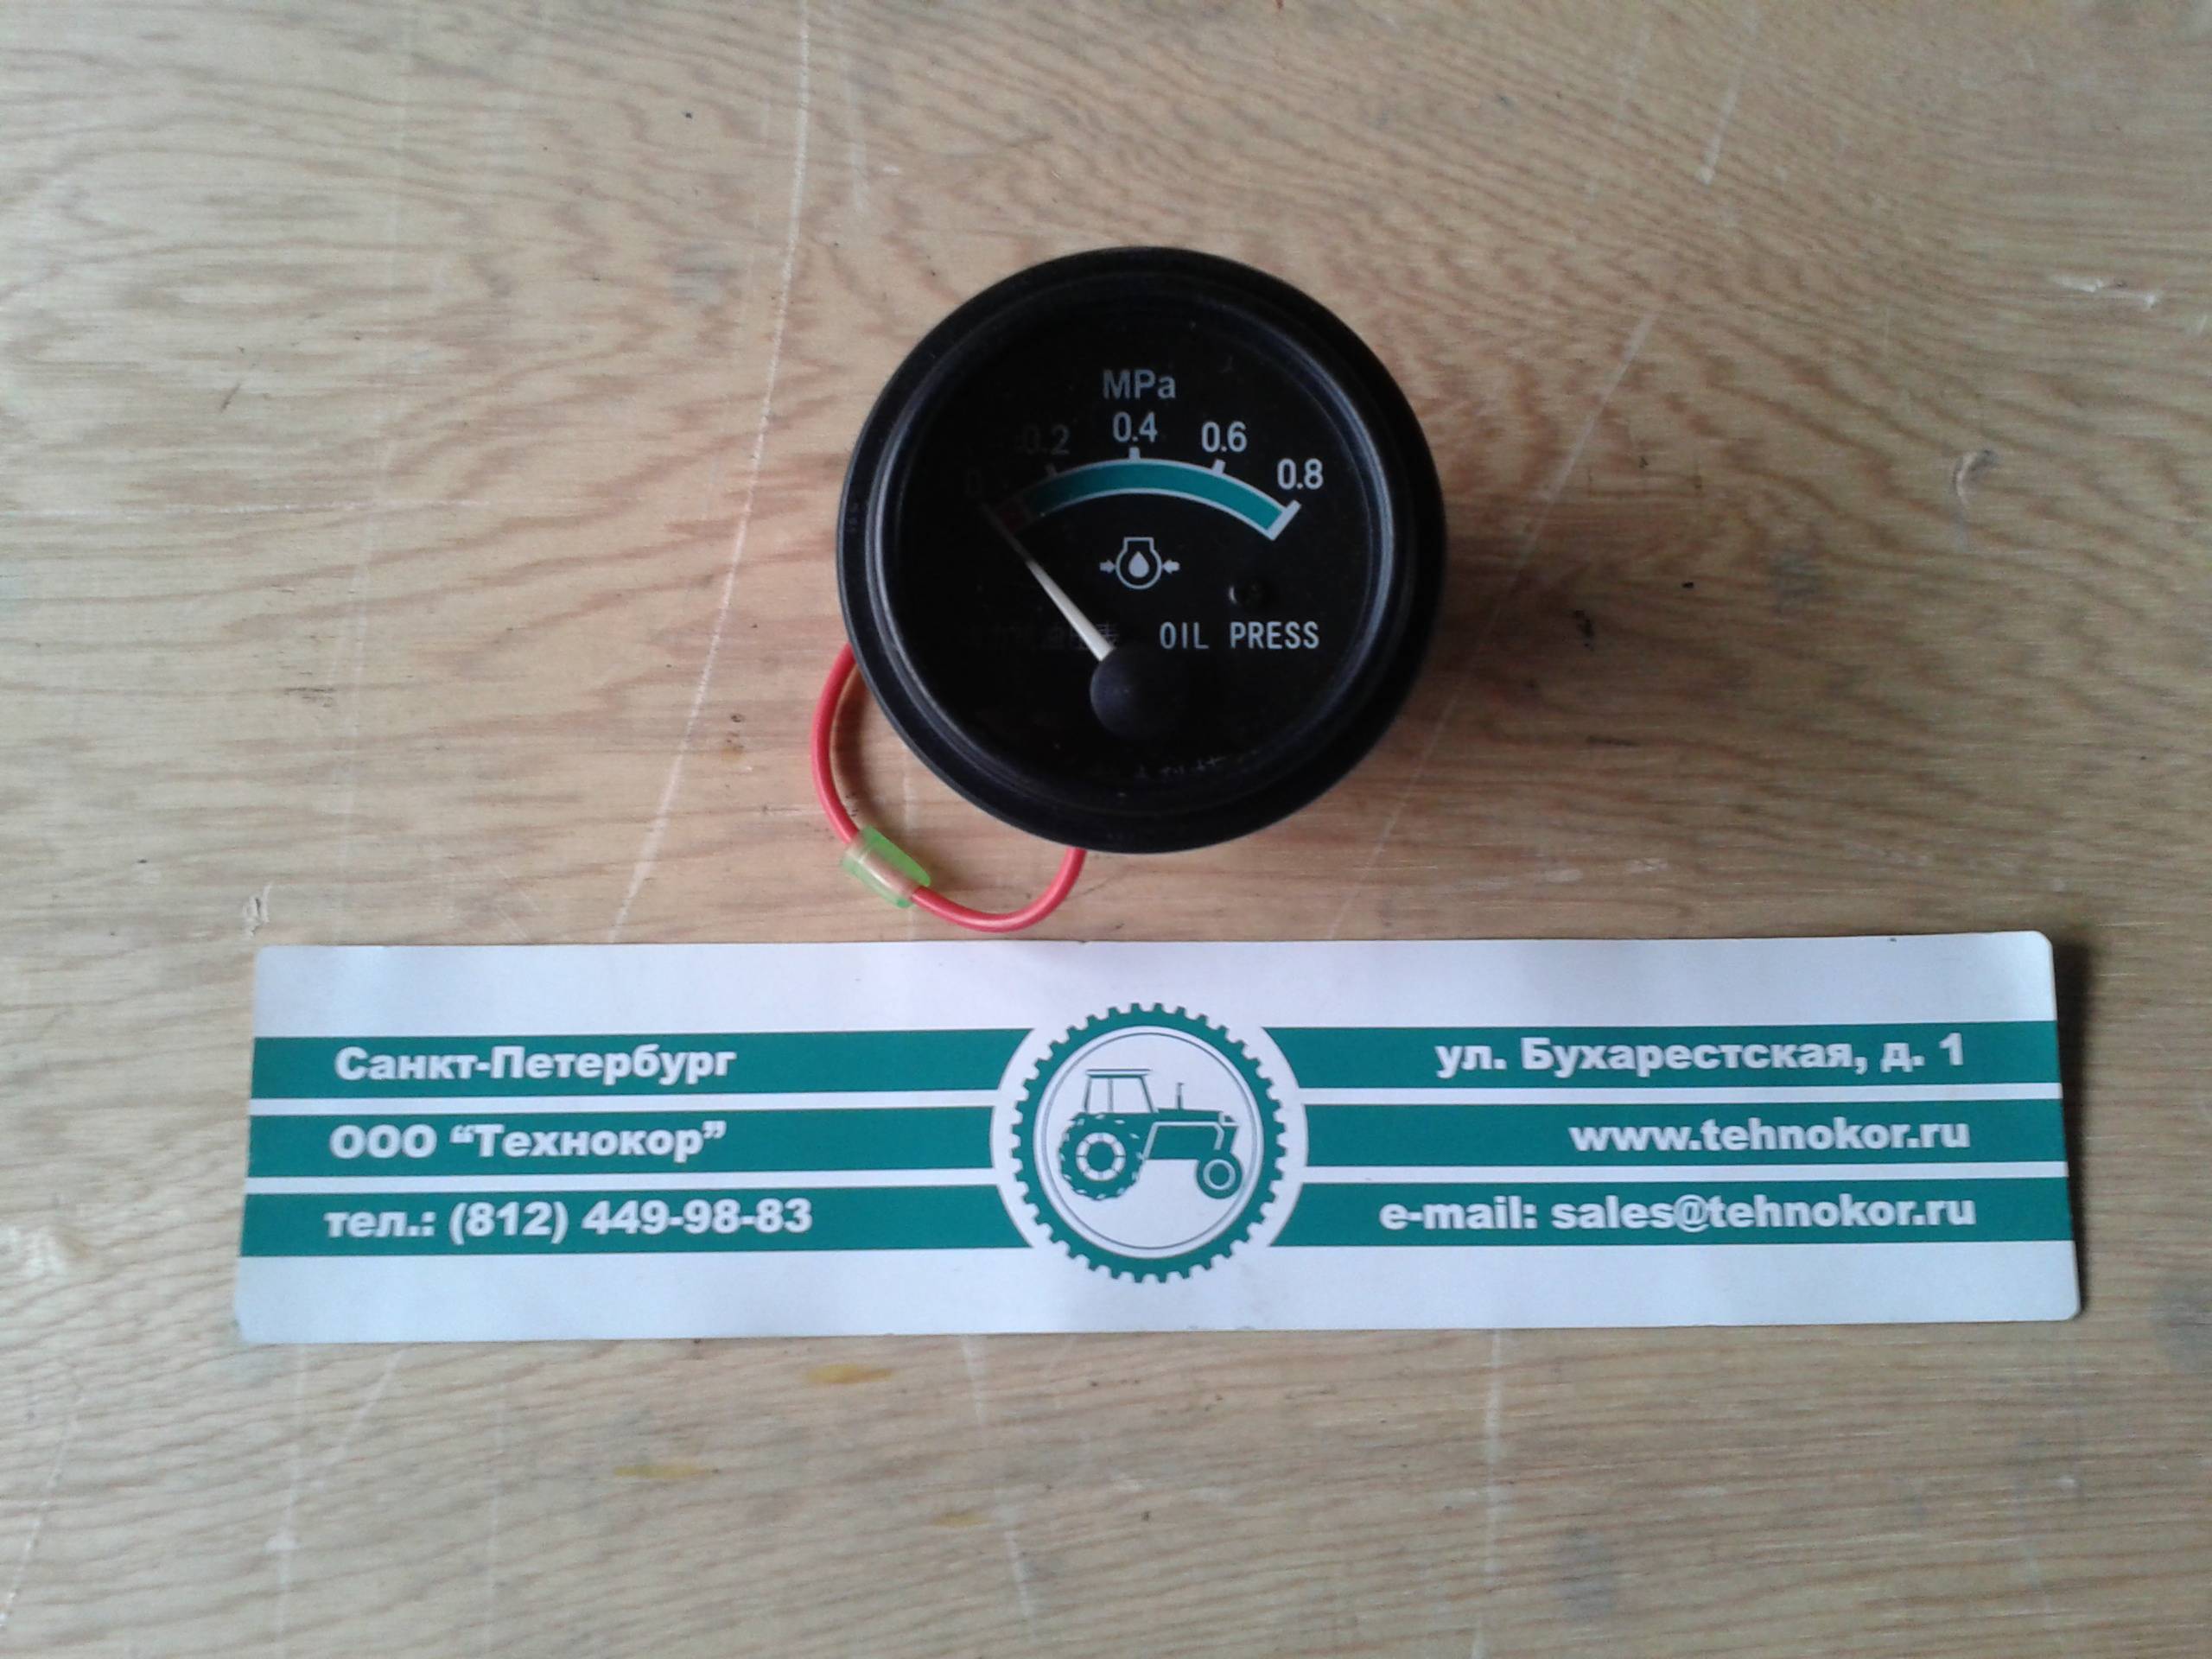 MPa
0 0.2 0.4 0.6 0.8
OIL PRESS
Санкт-Петербург
ООО “Технокор”
тел.: (812) 449-98-83
ул. Бухарестская, д. 1
www.tehnokor.ru
e-mail: sales@tehnokor.ru